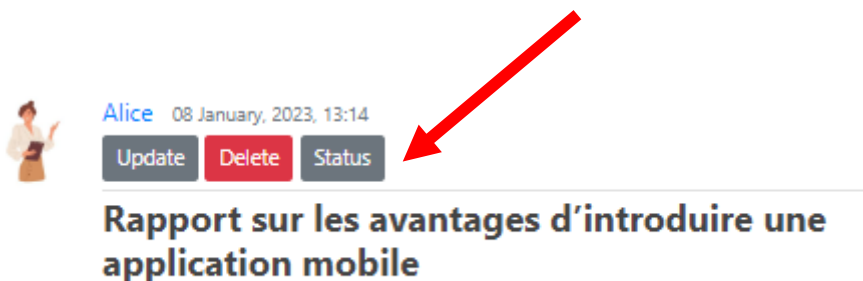 Alice 08 January, 2023, 13:14
Update Delete Status
Rapport sur les avantages d’introduire une
application mobile